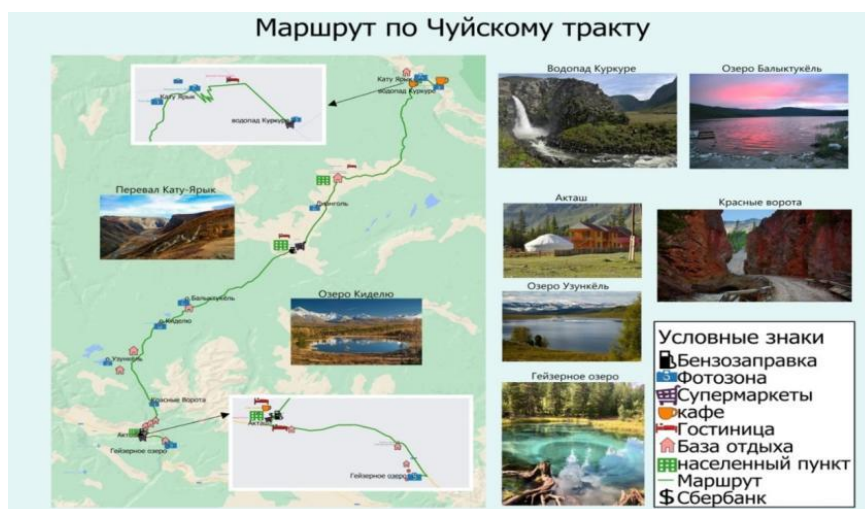 Маршрут по Чуйскому тракту
Кату Ярык
водопад Куркуре
Кату Ярык
водопад Куркуре
Перевал Кату-Ярык
Балыктукёль
Киделю
Озеро Киделю
Узункёль
Красные Ворота
Гейзерное озеро
Акташ
Гейзерное озеро
Водопад Куркуре
Озеро Балыктукёль
Акташ
Красные ворота
Озеро Узункёль
Гейзерное озеро
Условные знаки
Бензозаправка
Фотозона
Супермаркеты
кафе
Гостиница
База отдыха
населенный пункт
Маршрут
$ Сбербанк